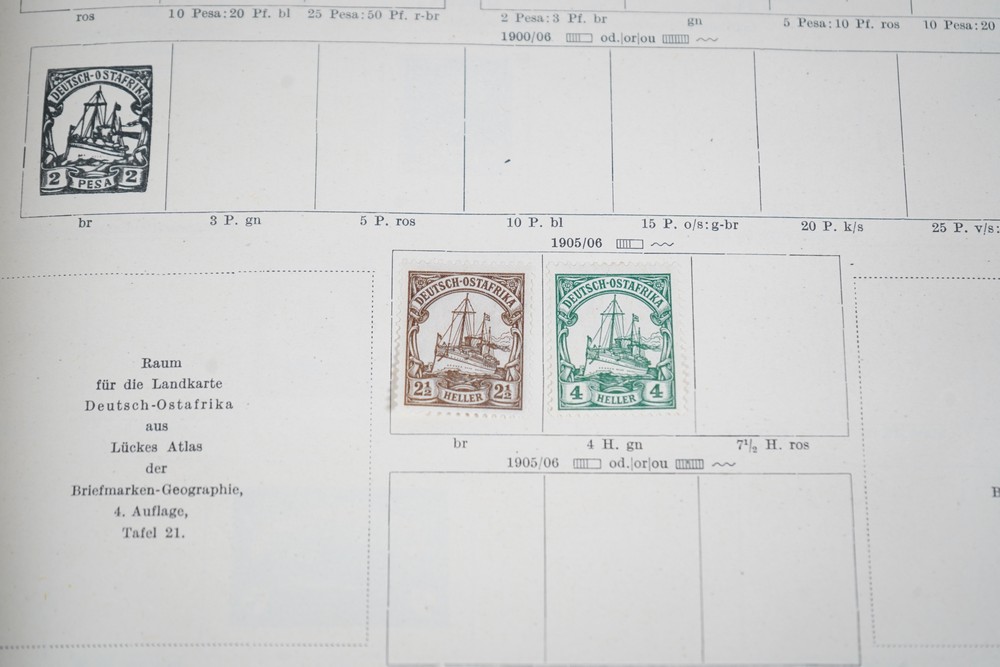 ros
10 Pesa:20 Pf. bl
25 Pesa:50 Pf. r-br
2 Pesa:3 Pf. br
gn
5 Pesa:10 Pf. ros
10 Pesa:20
1900/06 od.|or|ou
DEUTSCH-OSTAFRIKA
2 PESA 2
br
3 P. gn
5 P. ros
10 P. bl
15 P. o/s:g-br
20 P. k/s
25 P. v/s:
1905/06
DEUTSCH-OSTAFRIKA
2½ HELLER 2½
DEUTSCH-OSTAFRIKA
4 HELLER 4
br
4 H. gn
7½ H. ros
1905/06 od.|or|ou
Raum
für die Landkarte
Deutsch-Ostafrika
aus
Lückes Atlas
der
Briefmarken-Geographie,
4. Auflage,
Tafel 21.
B